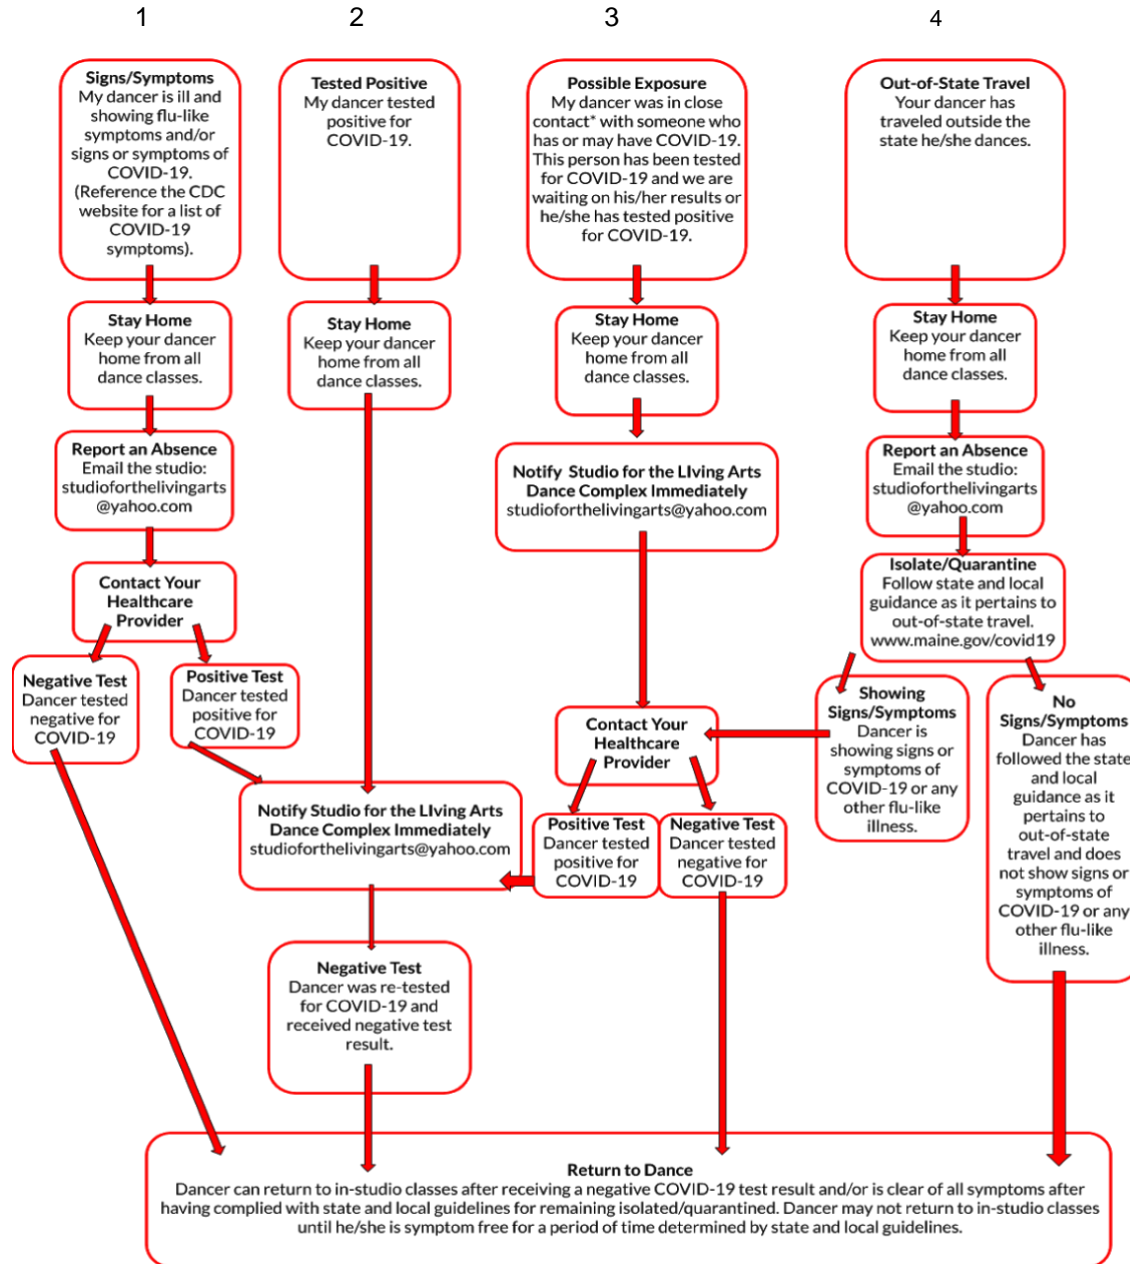 1
2
3
4
Signs/Symptoms
My dancer is ill and
showing flu-like
symptoms and/or
signs or symptoms of
COVID-19.
(Reference the CDC
website for a list of
COVID-19
symptoms).
Tested Positive
My dancer tested
positive for
COVID-19.
Possible Exposure
My dancer was in close
contact* with someone who
has or may have COVID-19.
This person has been tested
for COVID-19 and we are
waiting on his/her results or
he/she has tested positive
for COVID-19.
Out-of-State Travel
Your dancer has
traveled outside the
state he/she dances.
Stay Home
Keep your dancer
home from all
dance classes.
Stay Home
Keep your dancer
home from all
dance classes.
Stay Home
Keep your dancer
home from all
dance classes.
Stay Home
Keep your dancer
home from all
dance classes.
Report an Absence
Email the studio:
studioforthelivingarts
@yahoo.com
Notify Studio for the LIving Arts
Dance Complex Immediately
studioforthelivingarts@yahoo.com
Report an Absence
Email the studio:
studioforthelivingarts
@yahoo.com
Contact Your
Healthcare
Provider
Isolate/Quarantine
Follow state and local
guidance as it pertains to
out-of-state travel.
www.maine.gov/covid19
Negative Test
Dancer tested
negative for
COVID-19
Positive Test
Dancer tested
positive for
COVID-19
Contact Your
Healthcare
Provider
Showing
Signs/Symptoms
Dancer is
showing signs or
symptoms of
COVID-19 or any
other flu-like
illness.
No
Signs/Symptoms
Dancer has
followed the state
and local
guidance as it
pertains to
out-of-state
travel and does
not show signs or
symptoms of
COVID-19 or any
other flu-like
illness.
Notify Studio for the LIving Arts
Dance Complex Immediately
studioforthelivingarts@yahoo.com
Positive Test
Dancer tested
positive for
COVID-19
Negative Test
Dancer tested
negative for
COVID-19
Negative Test
Dancer was re-tested
for COVID-19 and
received negative test
result.
Return to Dance
Dancer can return to in-studio classes after receiving a negative COVID-19 test result and/or is clear of all symptoms after
having complied with state and local guidelines for remaining isolated/quarantined. Dancer may not return to in-studio classes
until he/she is symptom free for a period of time determined by state and local guidelines.